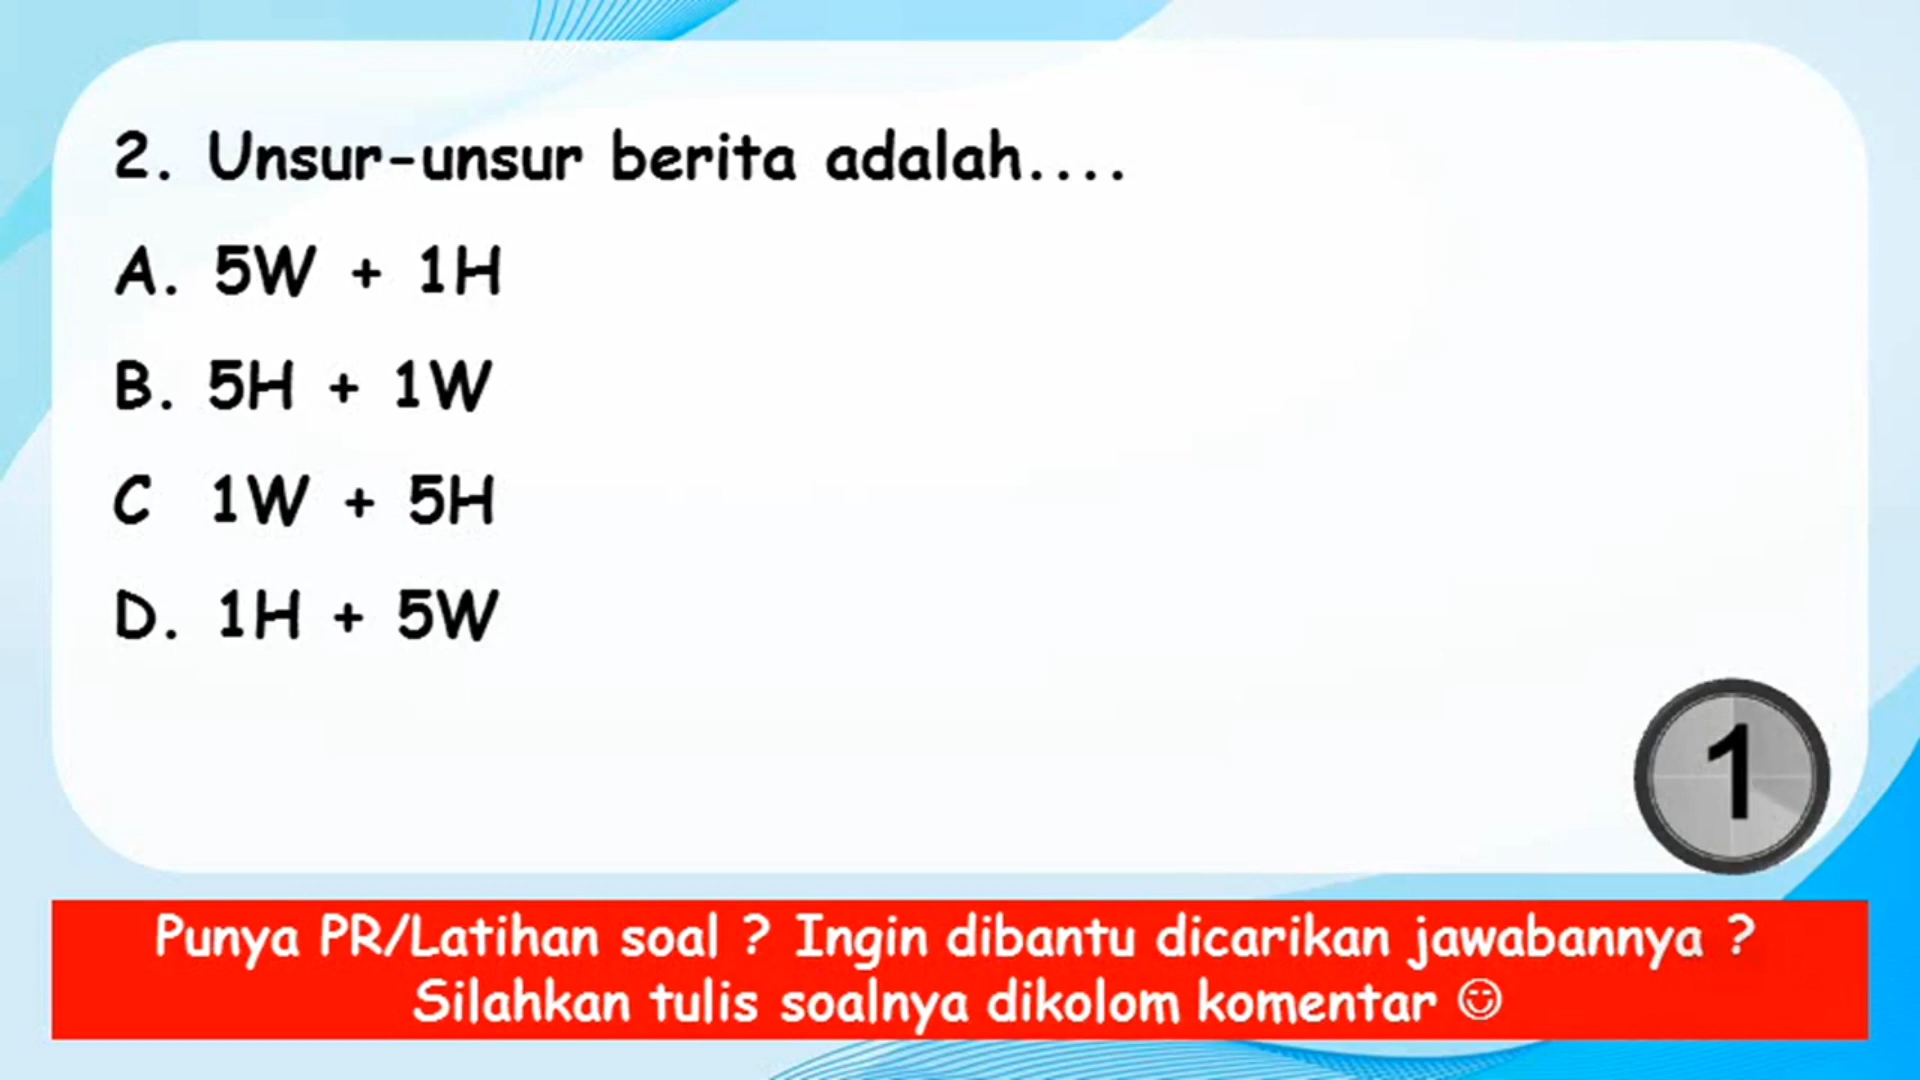 2. Unsur-unsur berita adalah....
A. 5W + 1H
B. 5H + 1W
C 1W + 5H
D. 1H + 5W
1
Punya PR/Latihan soal ? Ingin dibantu dicarikan jawabannya ?
Silahkan tulis soalnya dikolom komentar ☺